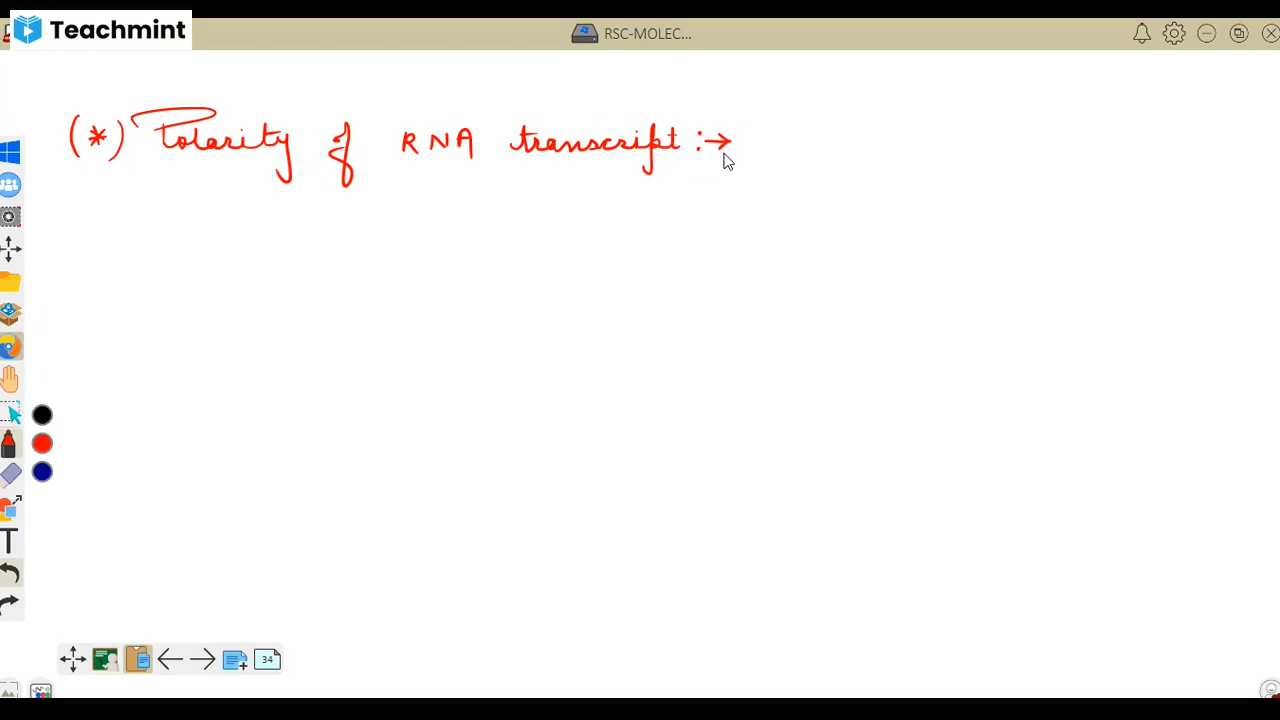 Teachmint
RSC-MOLEC...
(*) Polarity of RNA transcript :→
T
34